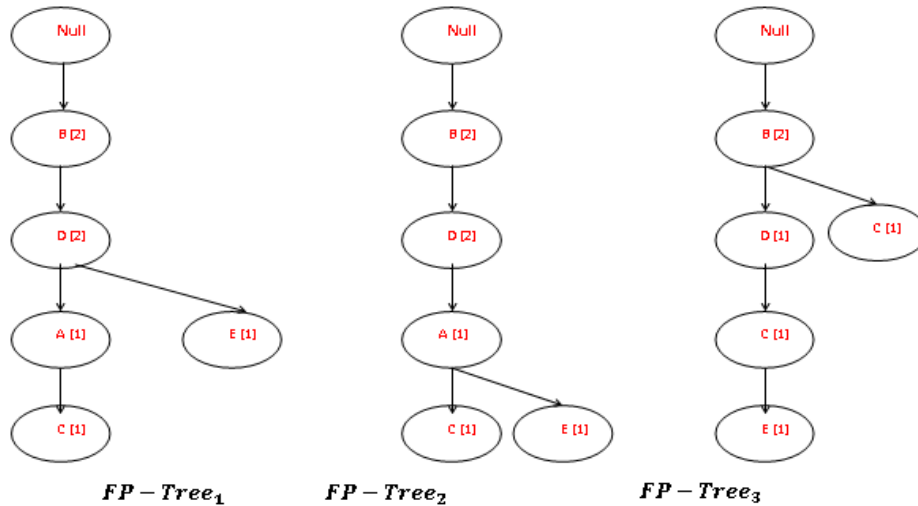 Null Null Null
B [2] B [2] B [2]
C [1]
D [2] D [2] D [1]
A [1] E [1] A [1] C [1]
C [1] C [1] E [1] E [1]
FP − Tree₁ FP − Tree₂ FP − Tree₃